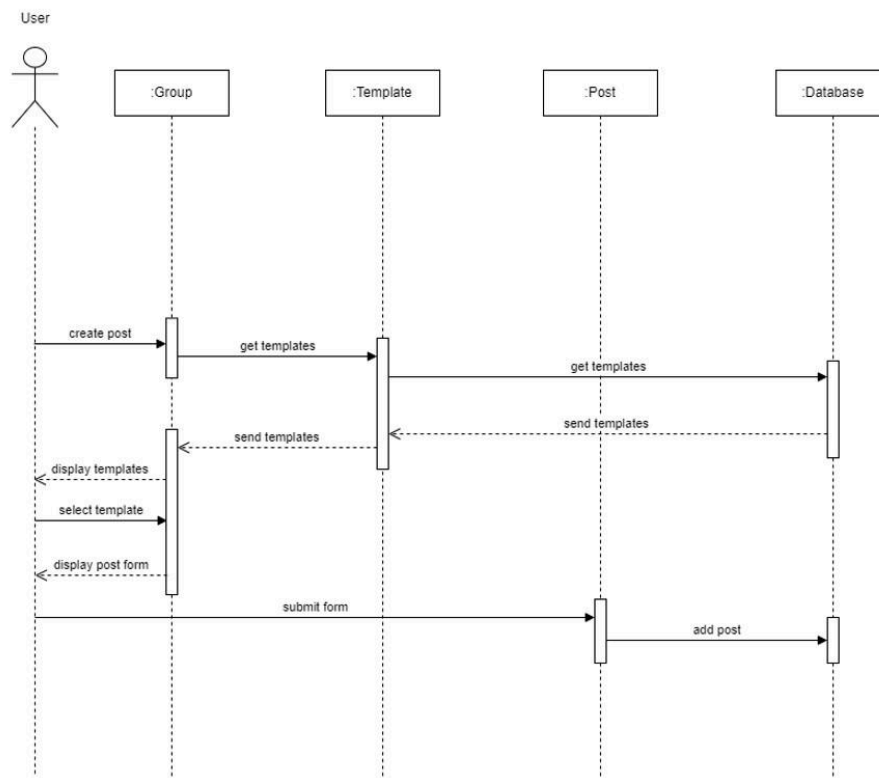 User
:Group
:Template
:Post
:Database
create post
get templates
get templates
send templates
send templates
display templates
select template
display post form
submit form
add post